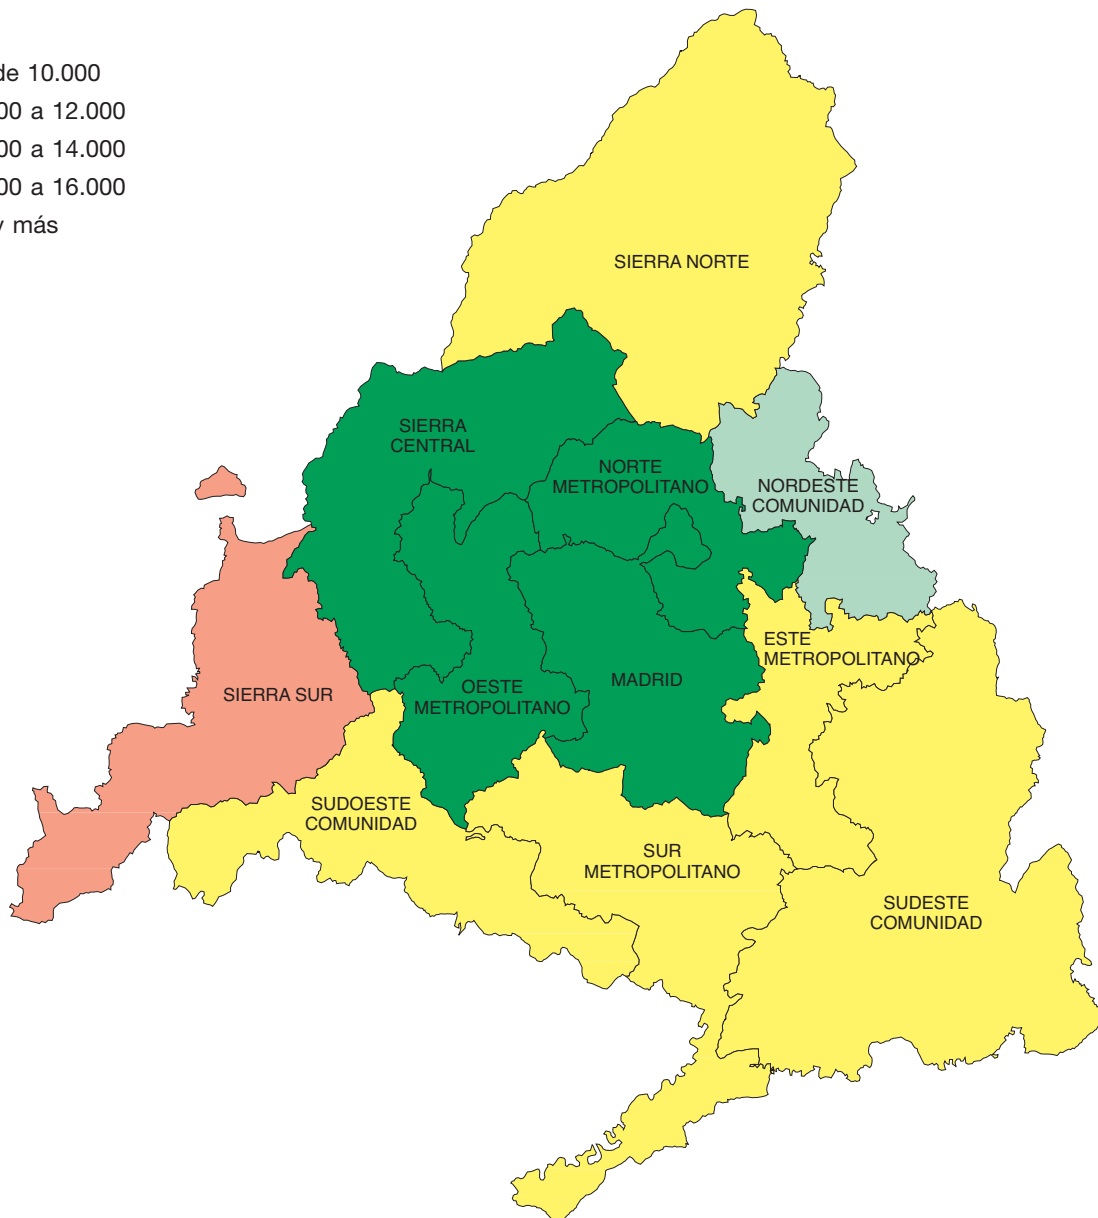 de 10.000
00 a 12.000
00 a 14.000
00 a 16.000
y más
SIERRA NORTE
SIERRA
CENTRAL
NORTE
METROPOLITANO
NORDESTE
COMUNIDAD
ESTE
METROPOLITANO
SIERRA SUR
OESTE
METROPOLITANO
MADRID
SUDOESTE
COMUNIDAD
SUR
METROPOLITANO
SUDESTE
COMUNIDAD